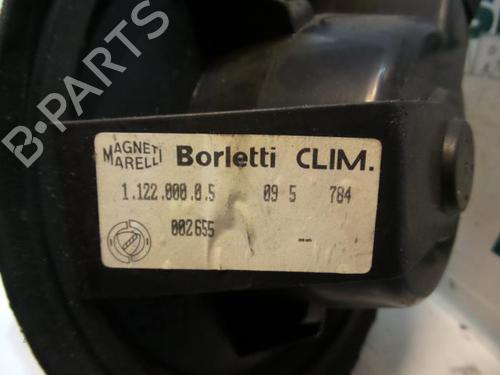 B-PARTS
MAGNETI MARELLI Borletti CLIM.
1.122.000.0.5 09 5 784
002655